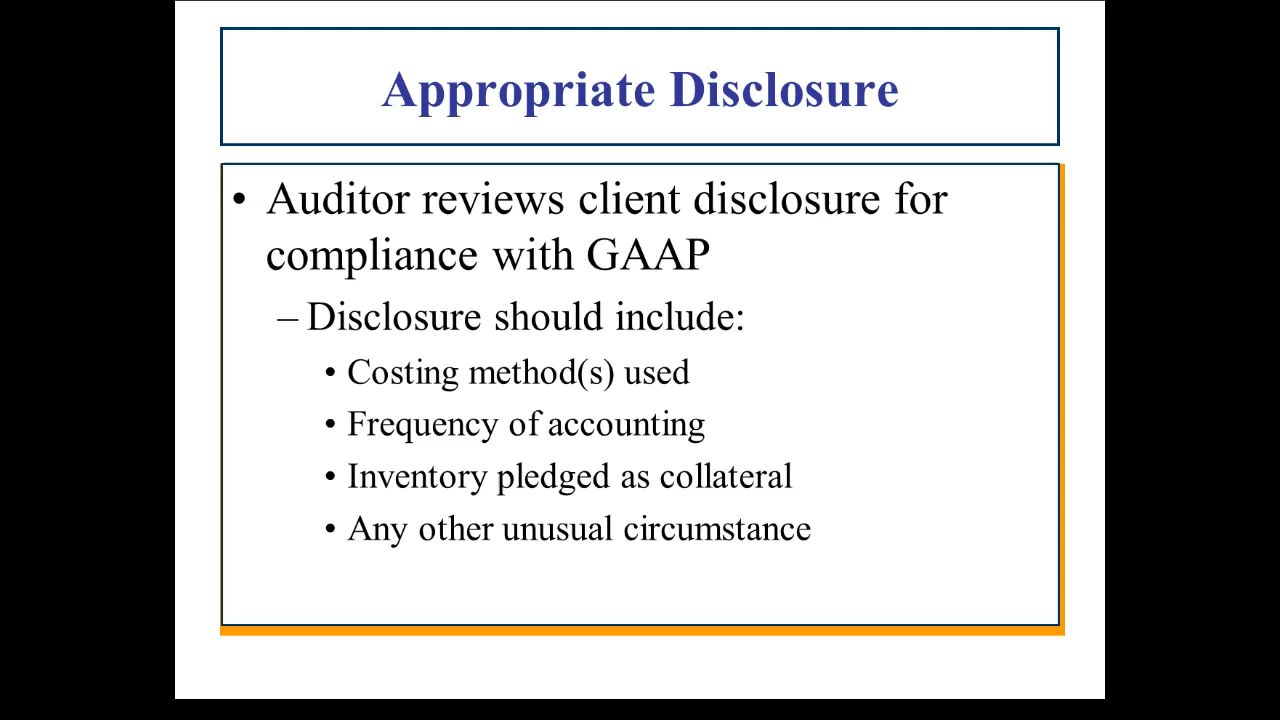 Appropriate Disclosure
• Auditor reviews client disclosure for
compliance with GAAP
– Disclosure should include:
• Costing method(s) used
• Frequency of accounting
• Inventory pledged as collateral
• Any other unusual circumstance